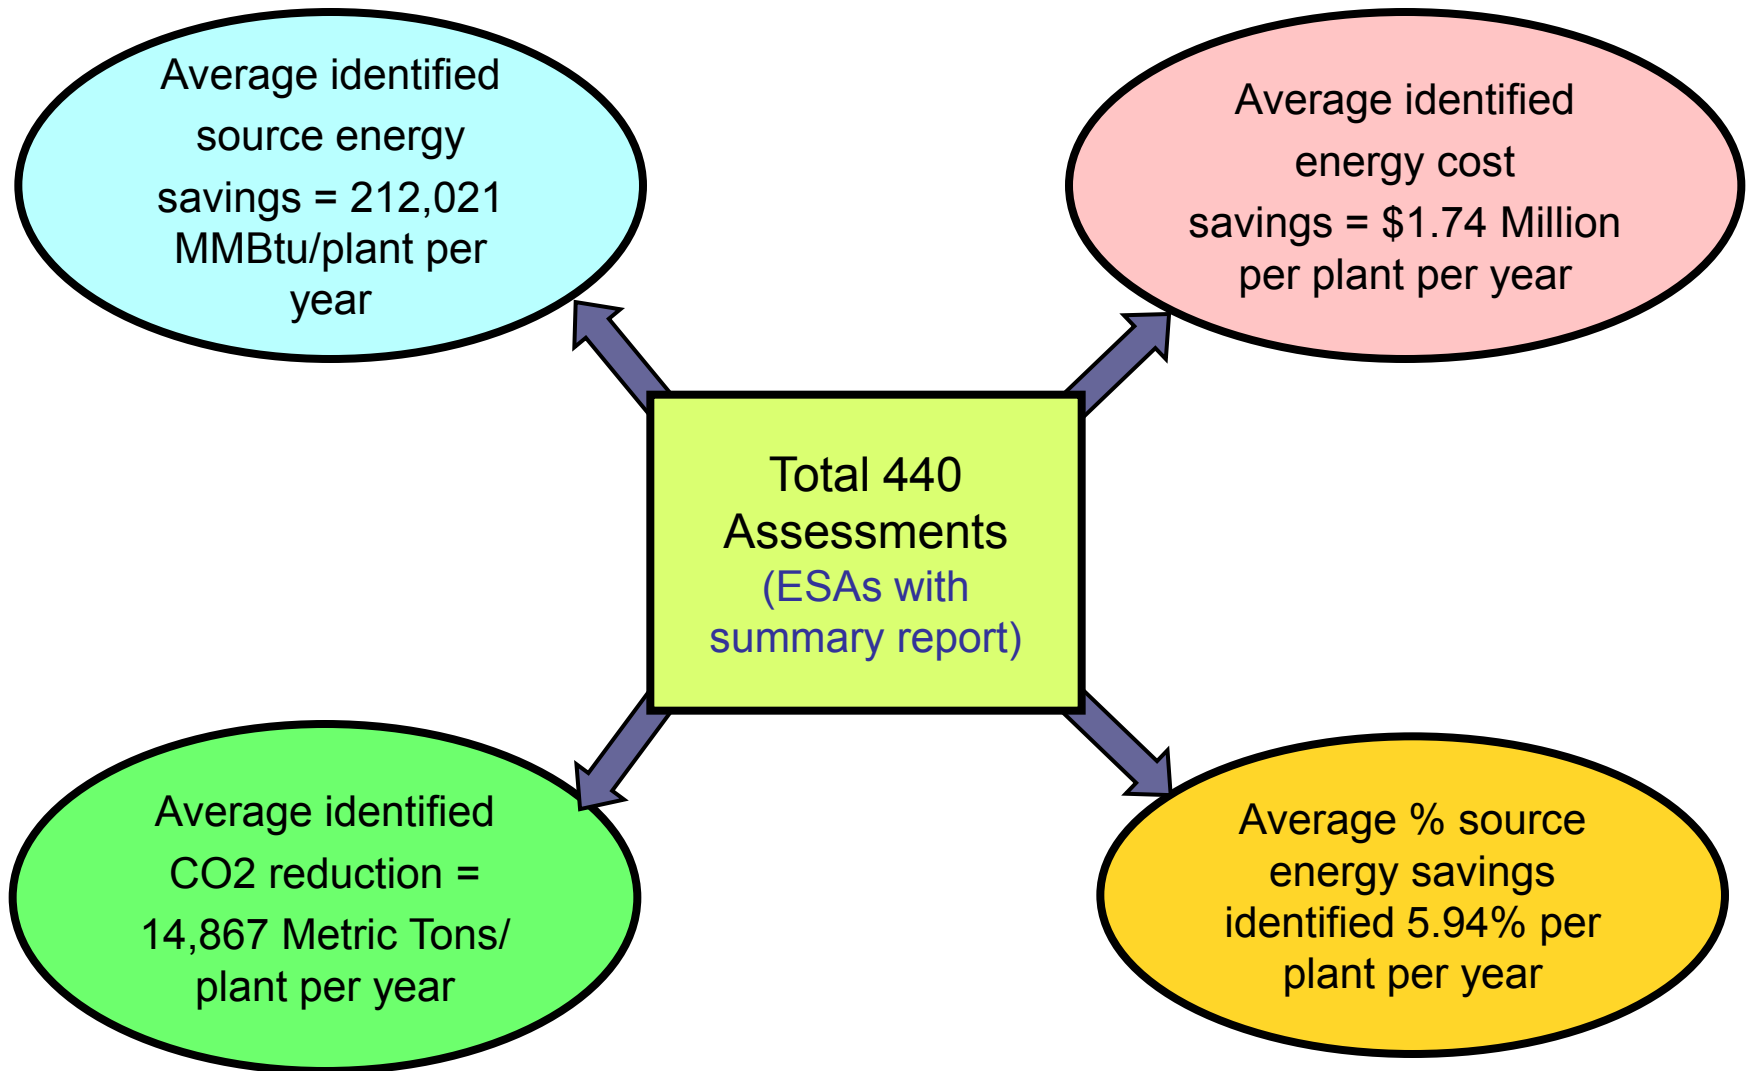 Average identified
source energy
savings = 212,021
MMBtu/plant per
year
Average identified
energy cost
savings = $1.74 Million
per plant per year
Total 440
Assessments
(ESAs with
summary report)
Average identified
CO2 reduction =
14,867 Metric Tons/
plant per year
Average % source
energy savings
identified 5.94% per
plant per year